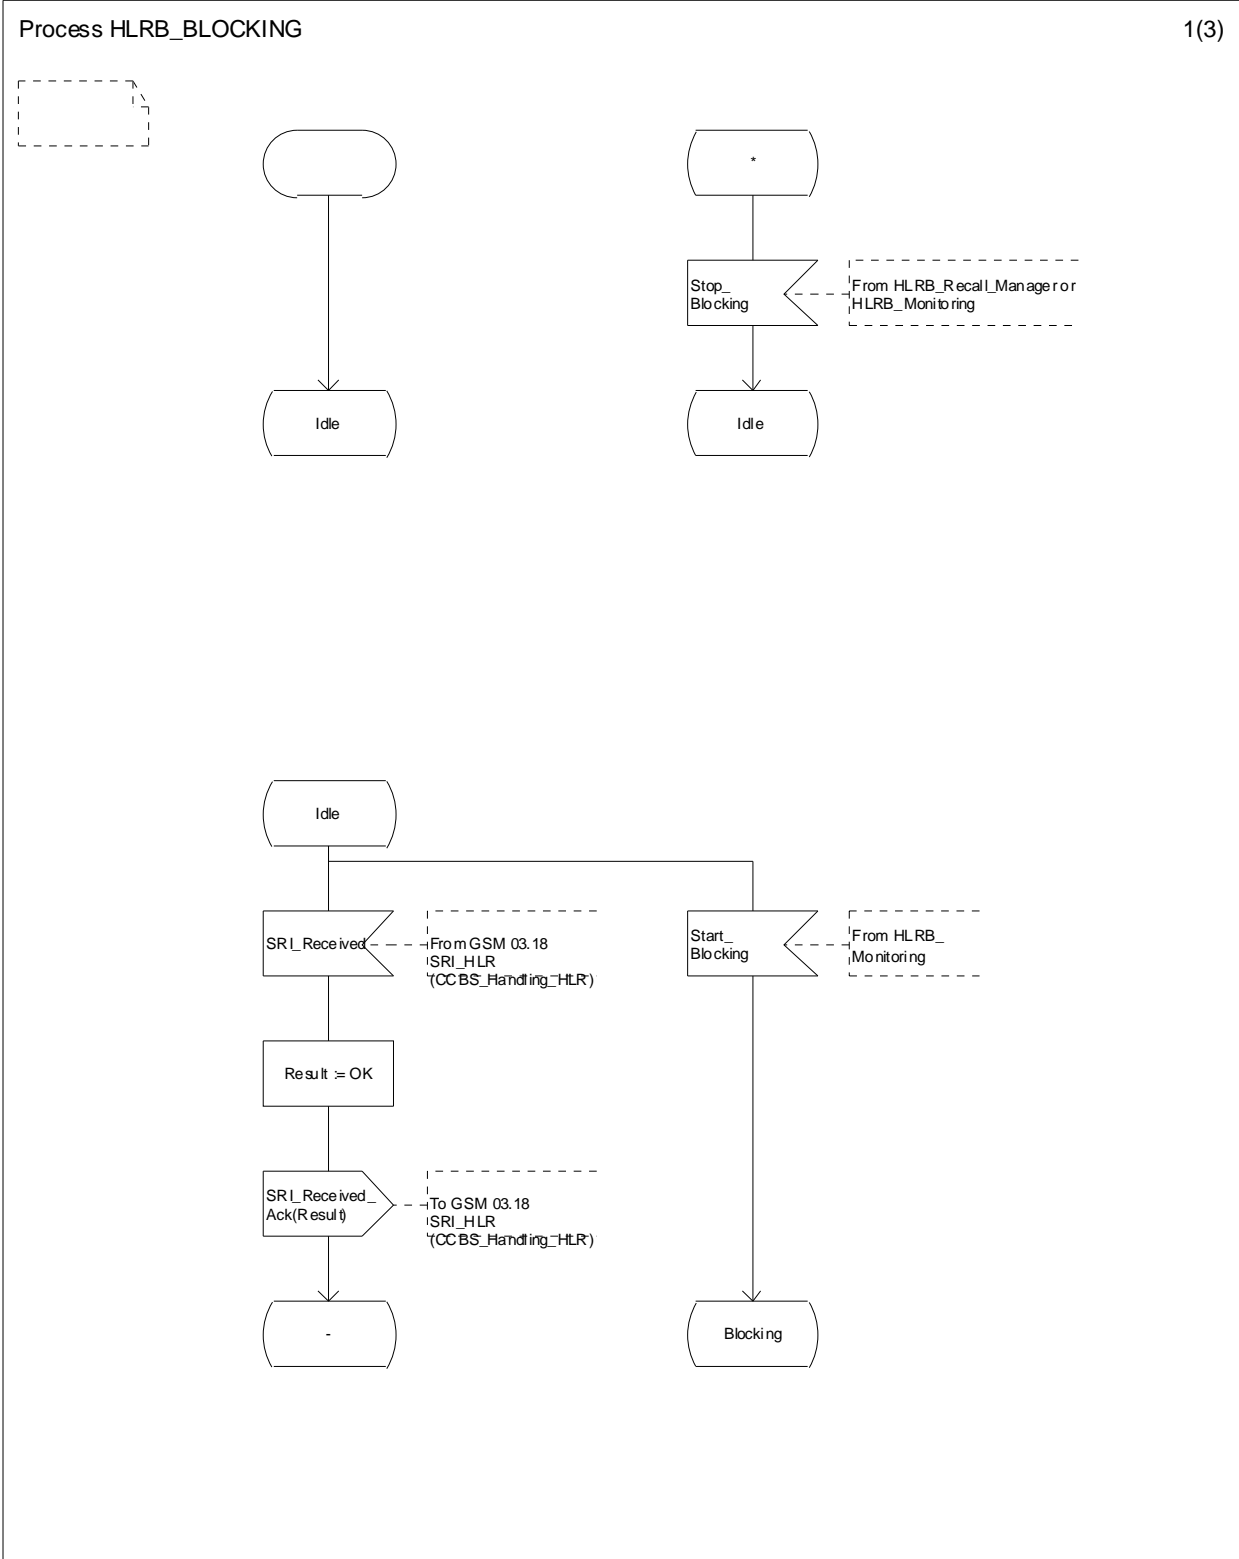 Process HLRB_BLOCKING
1(3)
*
Stop_
Blocking
From HLRB_Recall_Manager or
HLRB_Monitoring
Idle
Idle
Idle
SRI_Received
From GSM 03.18
SRI_HLR
(CCBS_Handling_HLR)
Start_
Blocking
From HLRB_
Monitoring
Result := OK
SRI_Received_
Ack(Result)
To GSM 03.18
SRI_HLR
(CCBS_Handling_HLR)
-
Blocking